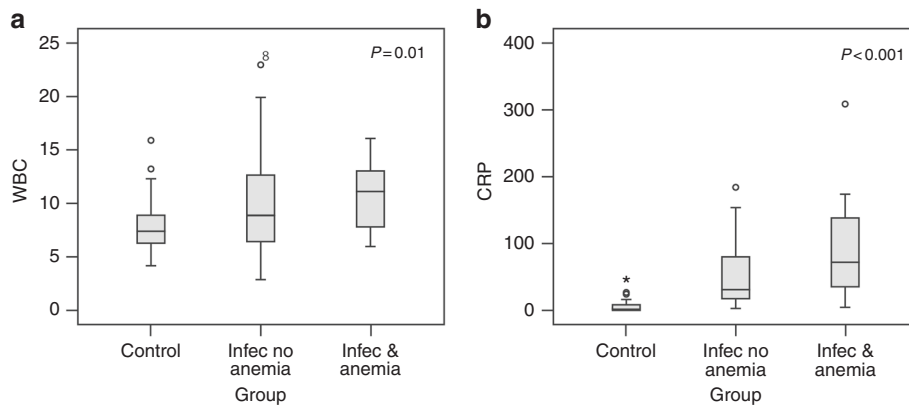 a
25
20
15
10
5
0
WBC
8
P=0.01
Control
Infec no
anemia
Infec &
anemia
Group
b
400
300
200
100
0
CRP
*
P<0.001
Control
Infec no
anemia
Infec &
anemia
Group